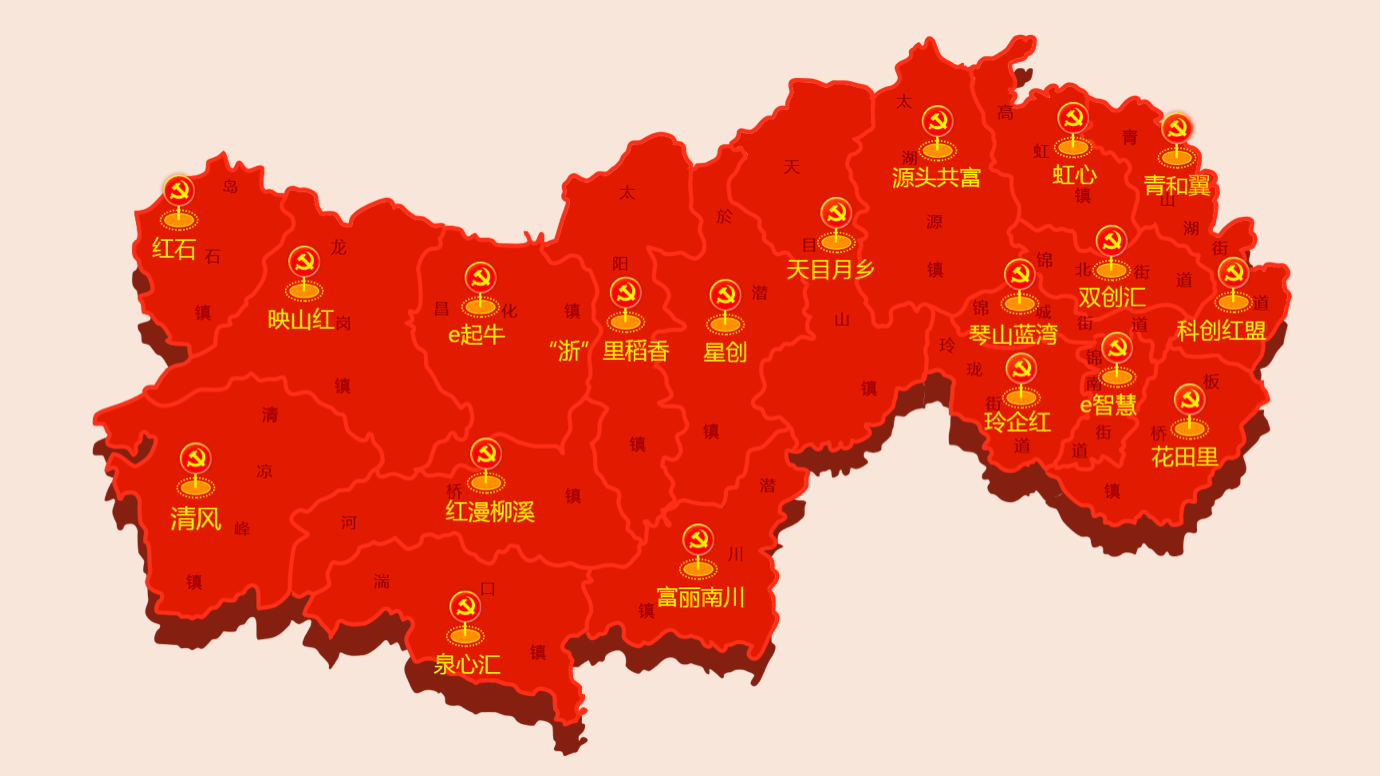 岛石镇
红石
龙岗镇
映山红
昌化镇
e起牛
太阳镇
“浙”里稻香
於潜镇
星创
天目山镇
天目月乡
太湖源镇
源头共富
高虹镇
虹心
青山湖街道
青和翼
锦北街道
双创汇
科创红盟
锦城街道
琴山蓝湾
玲珑街道
玲企红
锦南街道
e智慧
板桥镇
花田里
清凉峰镇
清风
河桥镇
红漫柳溪
湍口镇
泉心汇
潜川镇
富丽南川